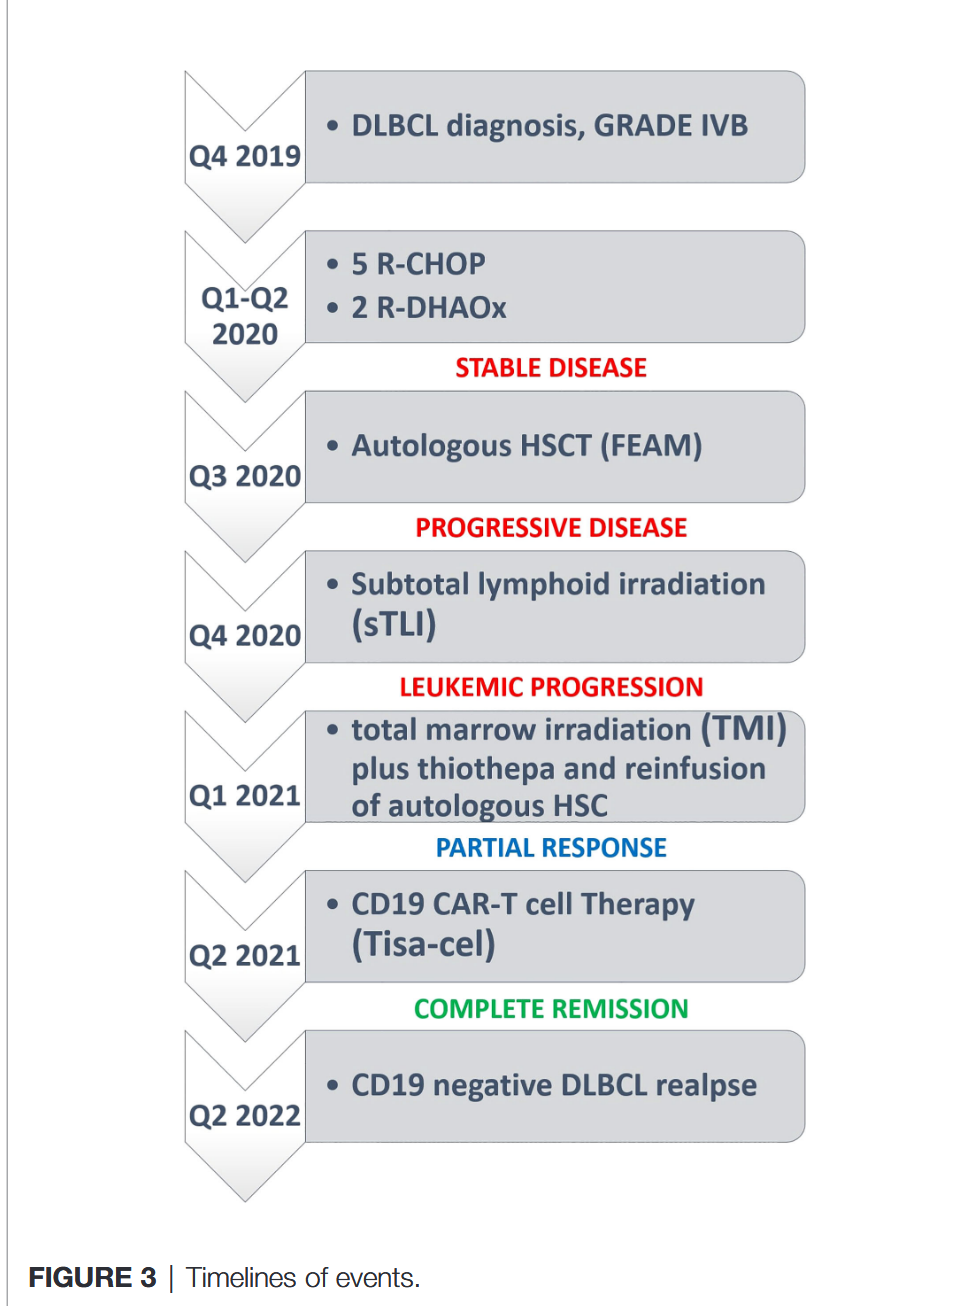 Q4 2019
• DLBCL diagnosis, GRADE IVB
Q1-Q2
2020
• 5 R-CHOP
• 2 R-DHAOx
STABLE DISEASE
Q3 2020
• Autologous HSCT (FEAM)
PROGRESSIVE DISEASE
Q4 2020
• Subtotal lymphoid irradiation
(sTLI)
LEUKEMIC PROGRESSION
Q1 2021
• total marrow irradiation (TMI)
plus thiothepa and reinfusion
of autologous HSC
PARTIAL RESPONSE
Q2 2021
• CD19 CAR-T cell Therapy
(Tisa-cel)
COMPLETE REMISSION
Q2 2022
• CD19 negative DLBCL realpse
FIGURE 3 | Timelines of events.